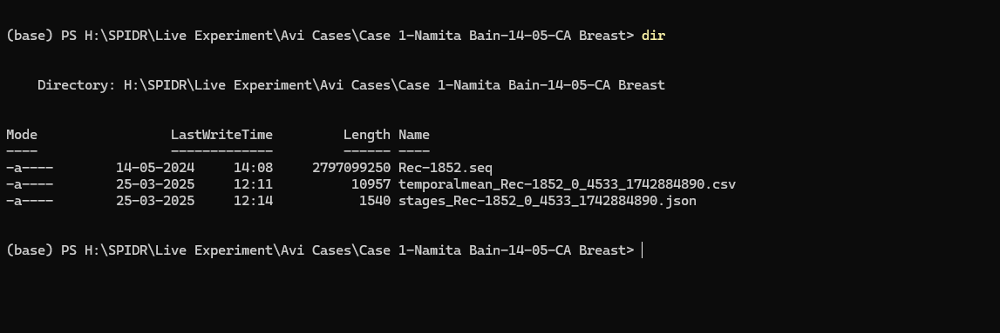 (base) PS H:\SPIDR\Live Experiment\Avi Cases\Case 1-Namita Bain-14-05-CA Breast> dir
Directory: H:\SPIDR\Live Experiment\Avi Cases\Case 1-Namita Bain-14-05-CA Breast
Mode LastWriteTime Length Name
---- ------------- ------ ----
-a---- 14-05-2024 14:08 2797099250 Rec-1852.seq
-a---- 25-03-2025 12:11 10957 temporalmean_Rec-1852_0_4533_1742884890.csv
-a---- 25-03-2025 12:14 1540 stages_Rec-1852_0_4533_1742884890.json
(base) PS H:\SPIDR\Live Experiment\Avi Cases\Case 1-Namita Bain-14-05-CA Breast>